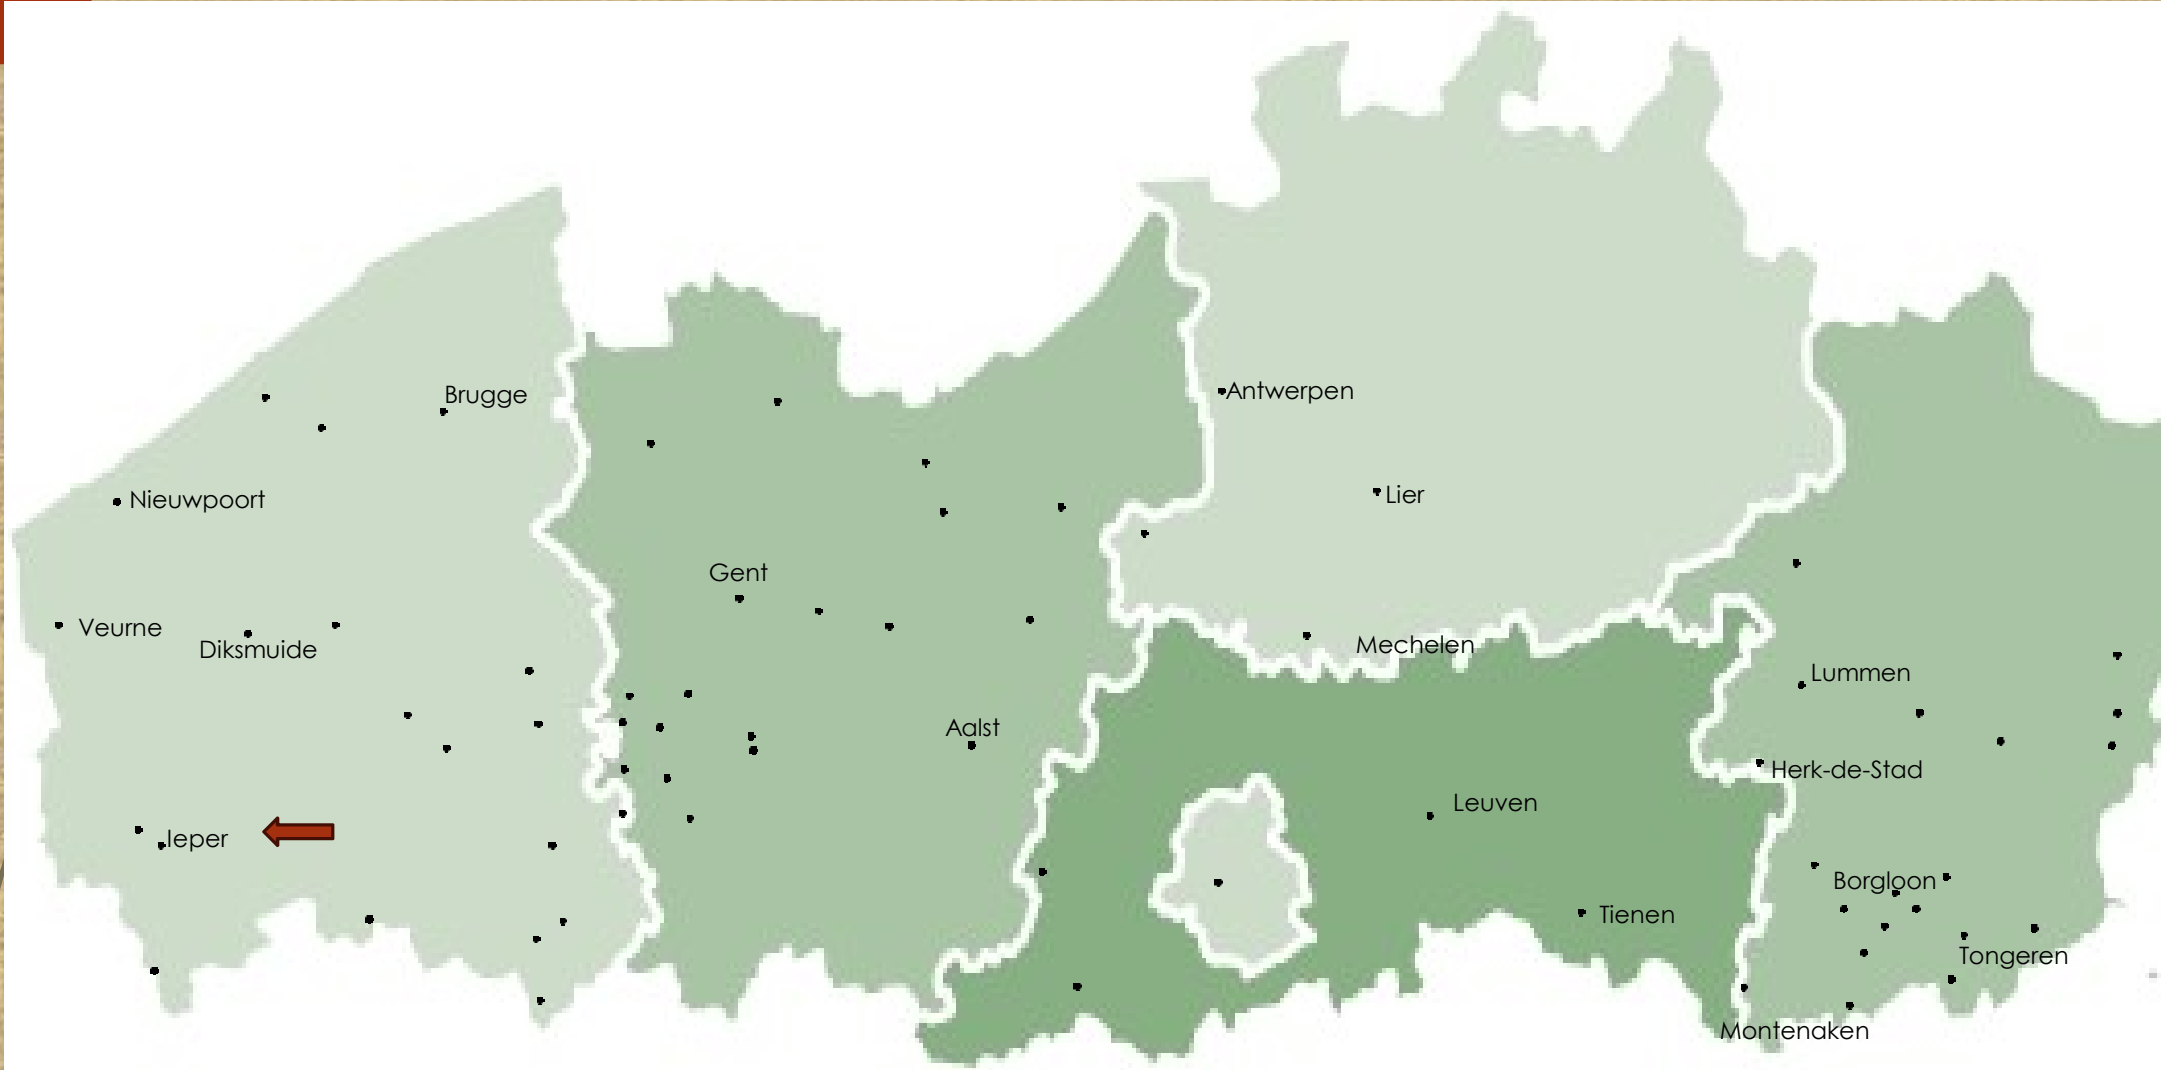 Brugge
Antwerpen
Nieuwpoort
Lier
Gent
Veurne
Diksmuide
Mechelen
Lummen
Aalst
Herk-de-Stad
Leuven
Ieper
Borgloon
Tienen
Tongeren
Montenaken